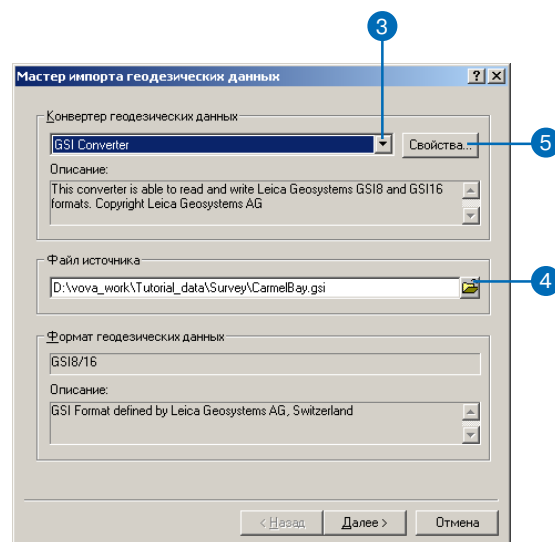 3
Мастер импорта геодезических данных
Конвертер геодезических данных
GSI Converter
Свойства...
5
Описание:
This converter is able to read and write Leica Geosystems GSI8 and GSI16
formats. Copyright Leica Geosystems AG
Файл источника
D:\vova_work\Tutorial_data\Survey\CarmelBay.gsi
4
Формат геодезических данных
GSI8/16
Описание:
GSI Format defined by Leica Geosystems AG, Switzerland
< Назад
Далее >
Отмена